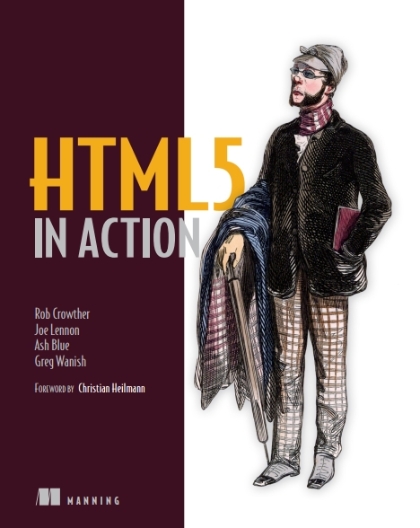 HTML5
IN ACTION
Rob Crowther
Joe Lennon
Ash Blue
Greg Wanish
FOREWORD BY Christian Heilmann
MANNING